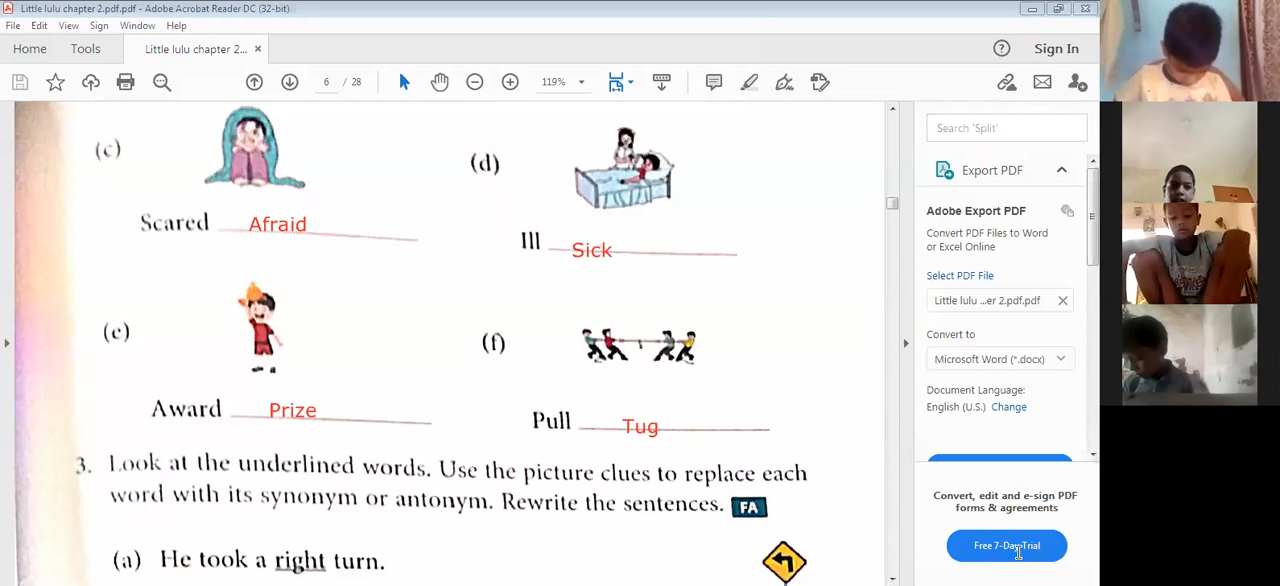 Little lulu chapter 2.pdf.pdf - Adobe Acrobat Reader DC (32-bit)
File Edit View Sign Window Help
Home Tools Little lulu chapter 2... × Sign In
6 / 28 119%
(c) (d)
Scared Afraid
Ill Sick
(e) (f)
Award Prize
Pull Tug
3. Look at the underlined words. Use the picture clues to replace each
word with its synonym or antonym. Rewrite the sentences. FA
(a) He took a right turn.
Search 'Split'
Export PDF
Adobe Export PDF
Convert PDF Files to Word
or Excel Online
Select PDF File
Little lulu ...er 2.pdf.pdf
Convert to
Microsoft Word (*.docx)
Document Language:
English (U.S.) Change
Convert, edit and e-sign PDF
forms & agreements
Free 7-Day Trial